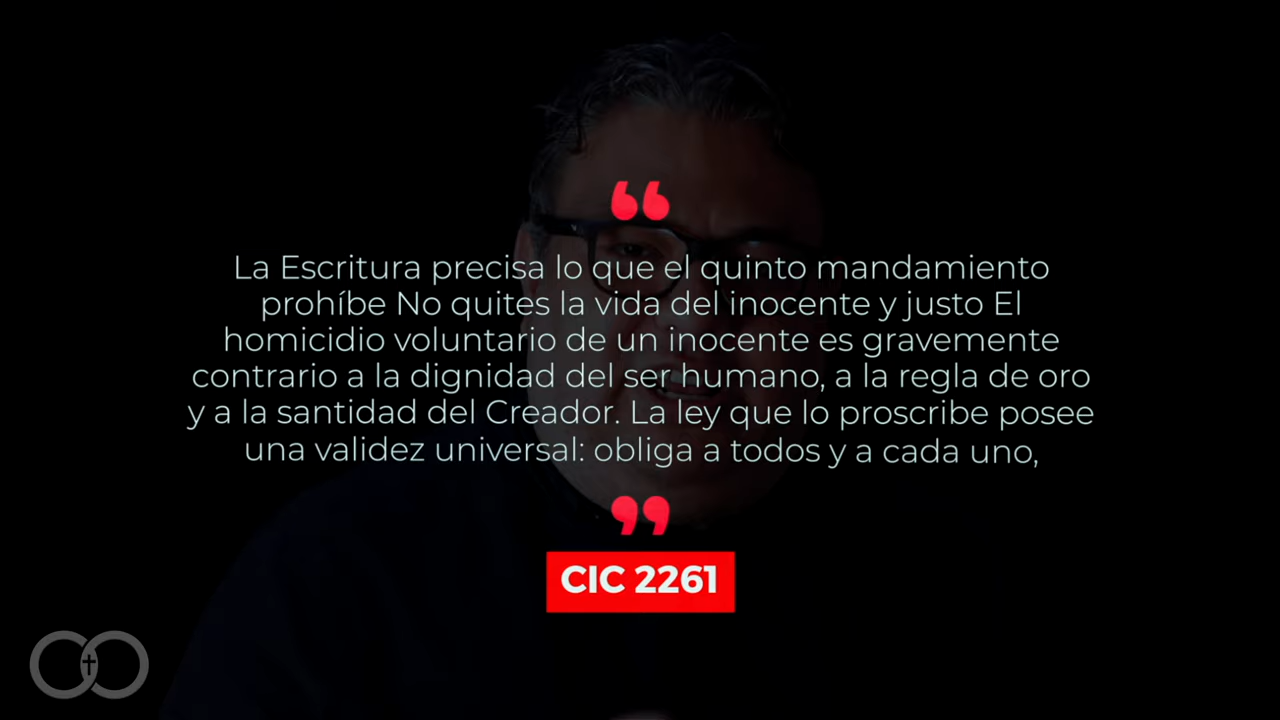 “
La Escritura precisa lo que el quinto mandamiento
prohíbe No quites la vida del inocente y justo El
homicidio voluntario de un inocente es gravemente
contrario a la dignidad del ser humano, a la regla de oro
y a la santidad del Creador. La ley que lo proscribe posee
una validez universal: obliga a todos y a cada uno,
”
CIC 2261